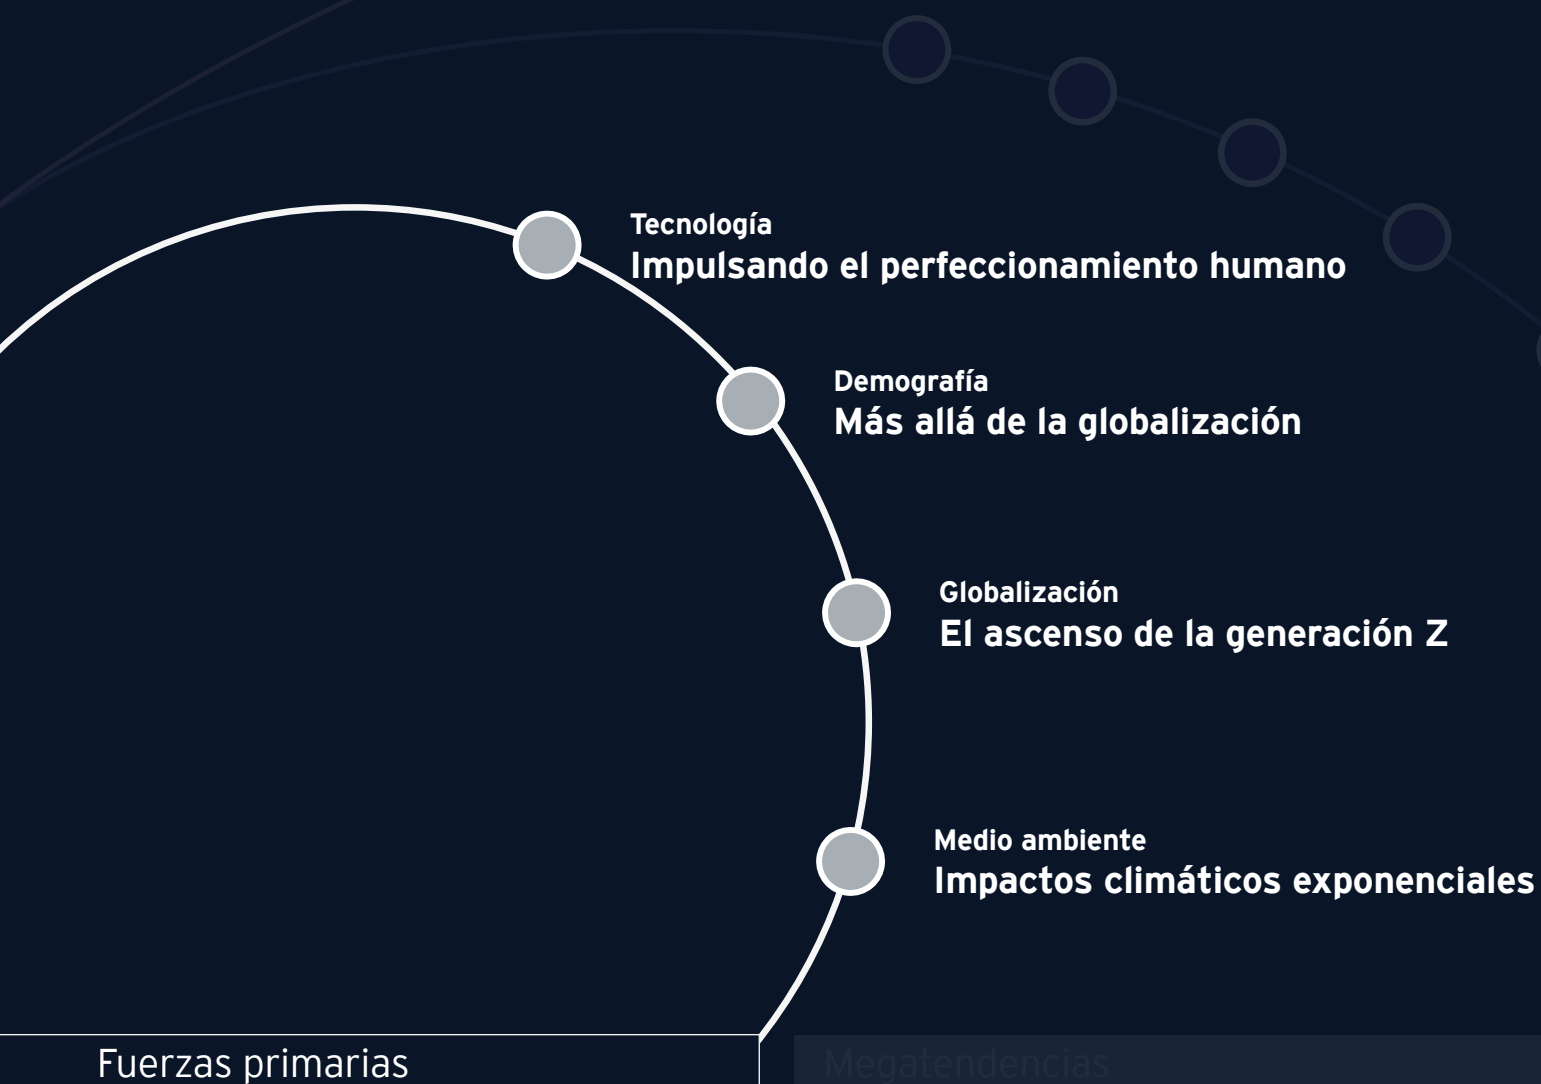 Tecnología
Impulsando el perfeccionamiento humano
Demografía
Más allá de la globalización
Globalización
El ascenso de la generación Z
Medio ambiente
Impactos climáticos exponenciales
Fuerzas primarias
Megatendencias